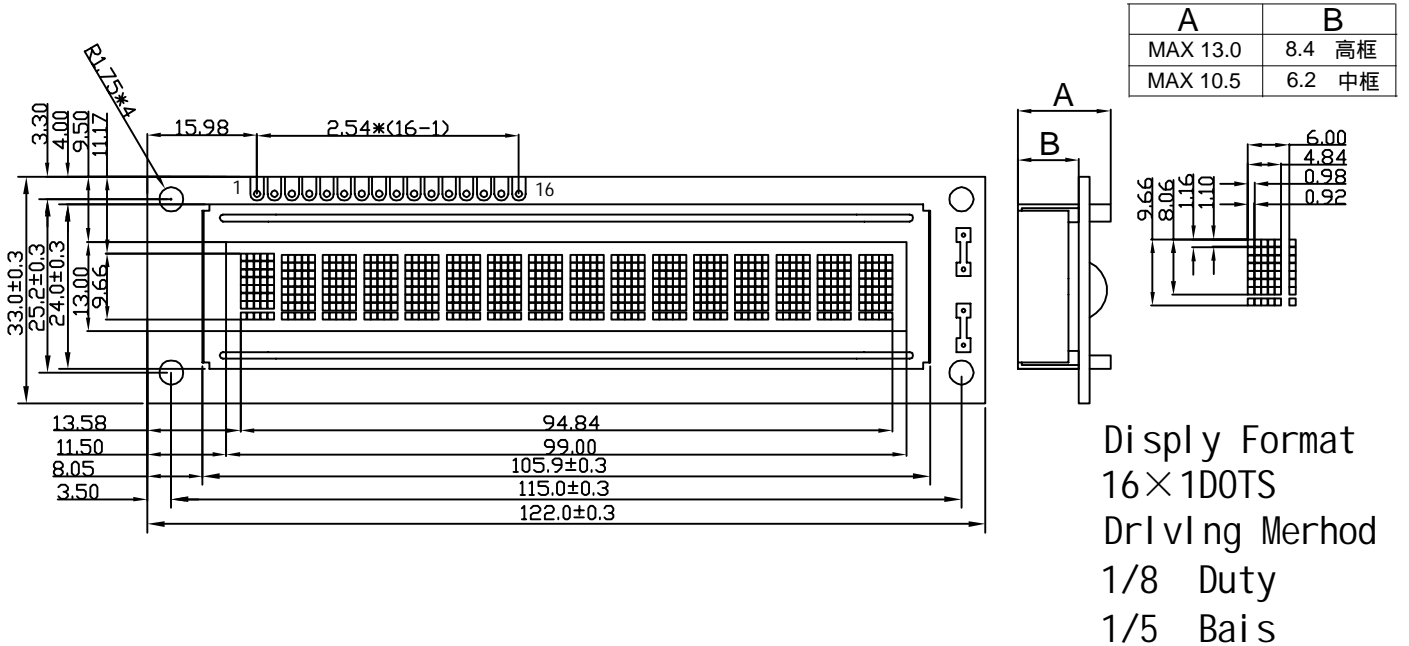 A B
MAX 13.0 8.4 高框
MAX 10.5 6.2 中框
R1.75*4
3.30
4.00
9.50
11.17
15.98
2.54*(16-1)
1
16
A
B
6.00
4.84
0.98
0.92
9.66
8.06
1.16
1.10
33.0±0.3
25.2±0.3
24.0±0.3
13.00
9.66
13.58
94.84
11.50
99.00
8.05
105.9±0.3
3.50
115.0±0.3
122.0±0.3
Disply Format
16×1DOTS
DrIvIng Merhod
1/8 Duty
1/5 Bais